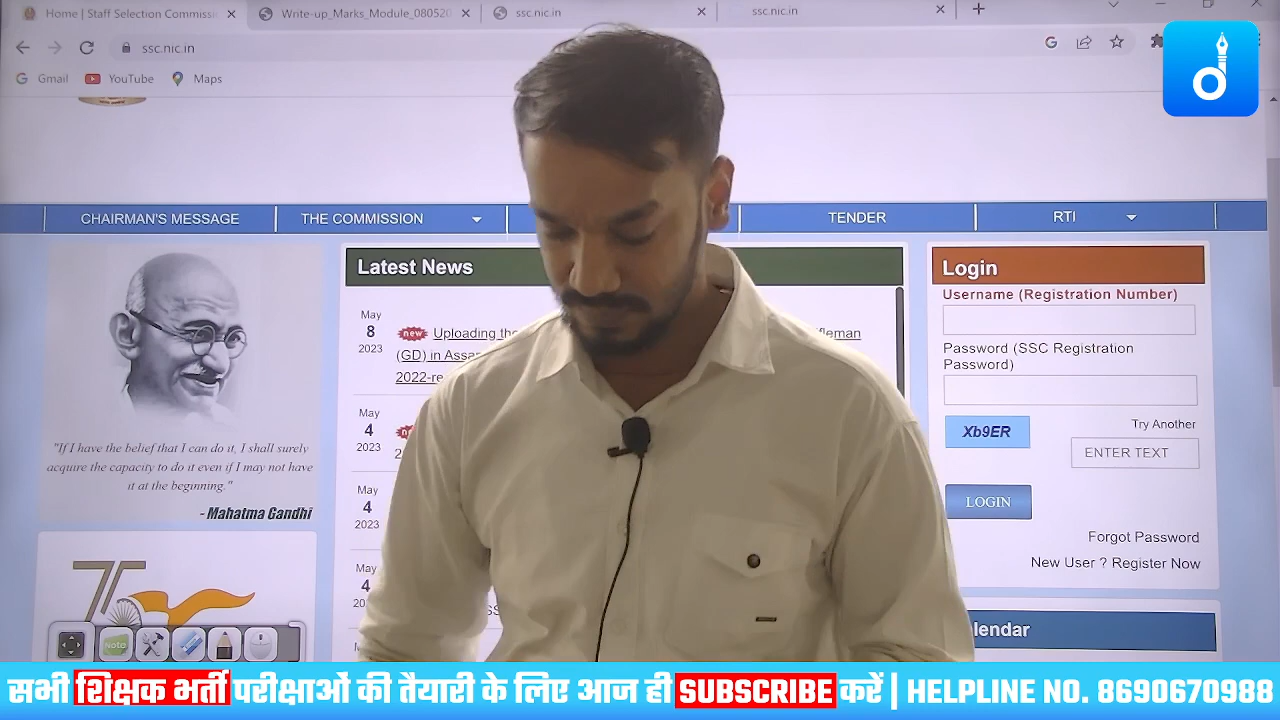 Home | Staff Selection Commissi
Write-up_Marks_Module_080520
ssc.nic.in
ssc.nic.in
ssc.nic.in
Gmail
YouTube
Maps
CHAIRMAN'S MESSAGE
THE COMMISSION
TENDER
RTI
"If I have the belief that I can do it, I shall surely
acquire the capacity to do it even if I may not have
it at the beginning."
- Mahatma Gandhi
75
Latest News
May
8
2023
new
Uploading the
fleman
(GD) in Assa
2022-re
May
4
2023
May
4
2023
May
4
Login
Username (Registration Number)
Password (SSC Registration
Password)
Xb9ER
Try Another
ENTER TEXT
LOGIN
Forgot Password
New User ? Register Now
lendar
Note
सभी शिक्षक भर्ती परीक्षाओं की तैयारी के लिए आज ही SUBSCRIBE करें | HELPLINE NO. 8690670988